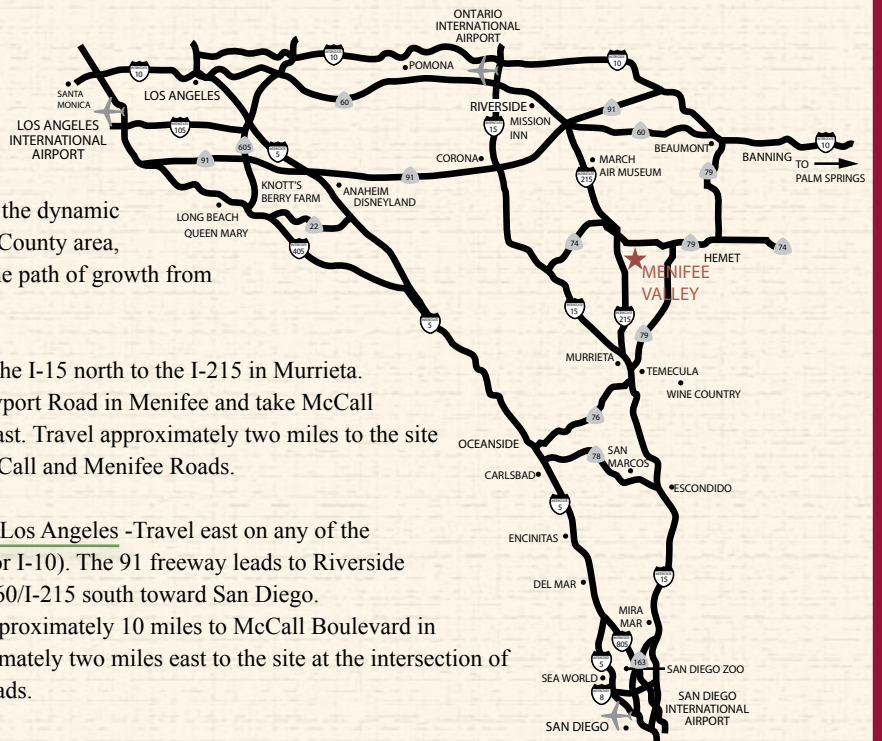 ONTARIO
INTERNATIONAL
AIRPORT
10
10
10
POMONA
SANTA
MONICA
LOS ANGELES
60
LOS ANGELES
INTERNATIONAL
AIRPORT
105
605
5
RIVERSIDE
MISSION
INN
15
91
60
BEAUMONT
BANNING
10
TO
PALM SPRINGS
91
91
CORONA
MARCH
AIR MUSEUM
215
79
KNOTT'S
BERRY FARM
ANAHEIM
DISNEYLAND
LONG BEACH
QUEEN MARY
22
405
74
79
74
HEMET
MENIFEE
VALLEY
5
15
215
79
MURRIETA
TEMECULA
WINE COUNTRY
76
OCEANSIDE
78
SAN
MARCOS
CARLSBAD
ESCONDIDO
5
ENCINITAS
DEL MAR
15
MIRA
MAR
805
163
5
SAN DIEGO ZOO
SEA WORLD
8
SAN DIEGO
INTERNATIONAL
AIRPORT
SAN DIEGO
the dynamic
County area,
e path of growth from
he I-15 north to the I-215 in Murrieta.
port Road in Menifee and take McCall
ast. Travel approximately two miles to the site
Call and Menifee Roads.
Los Angeles -Travel east on any of the
or I-10). The 91 freeway leads to Riverside
60/I-215 south toward San Diego.
proximately 10 miles to McCall Boulevard in
mately two miles east to the site at the intersection of
ads.